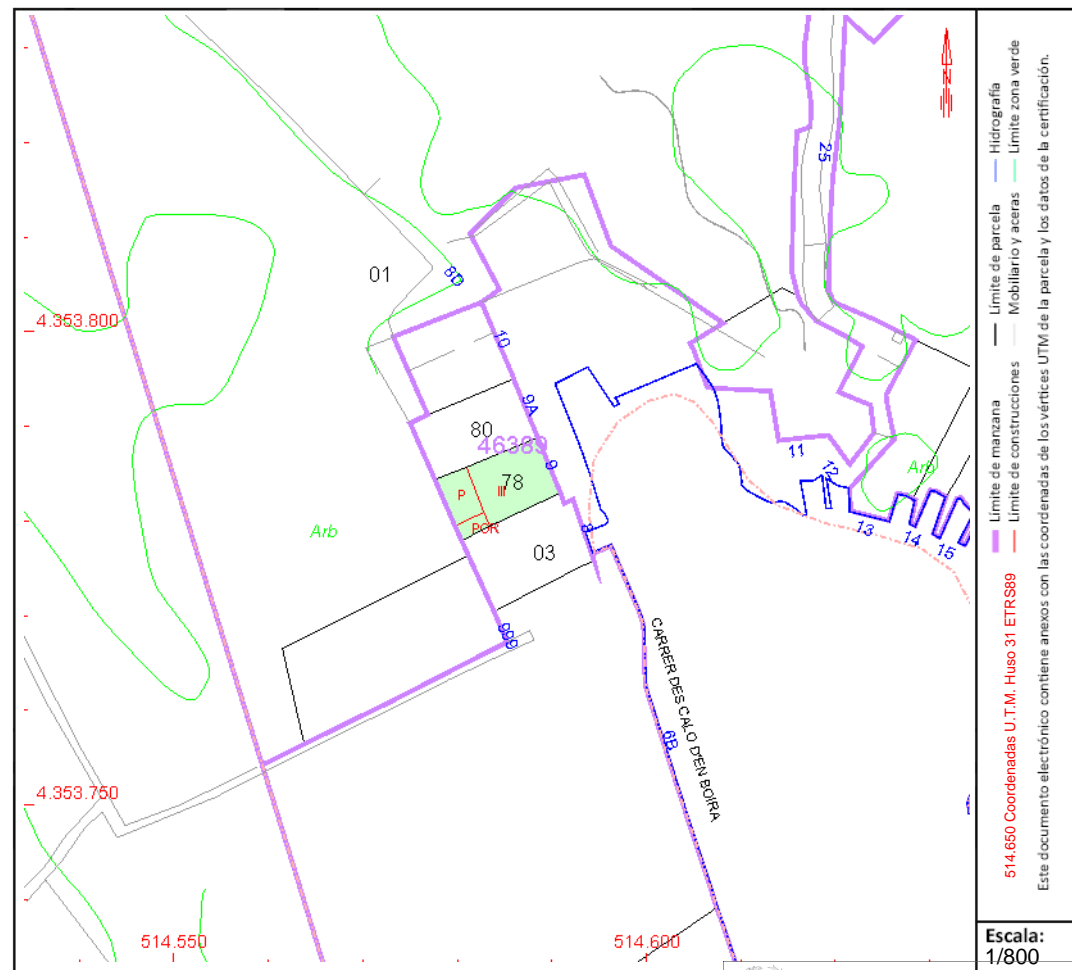 25
01
8D
4.353.800
10
9A
80
46389
9
78
P
III
POR
Arb
11
12
Arb
13
14
15
03
999
CARRER DES CALO D'EN BOIRA
6B
4.353.750
514.550
514.600
Límite de manzana
Límite de parcela
Hidrografía
Límite de construcciones
Mobiliario y aceras
Límite zona verde
514.650 Coordenadas U.T.M. Huso 31 ETRS89
Este documento electrónico contiene anexos con las coordenadas de los vértices UTM de la parcela y los datos de la certificación.
Escala:
1/800